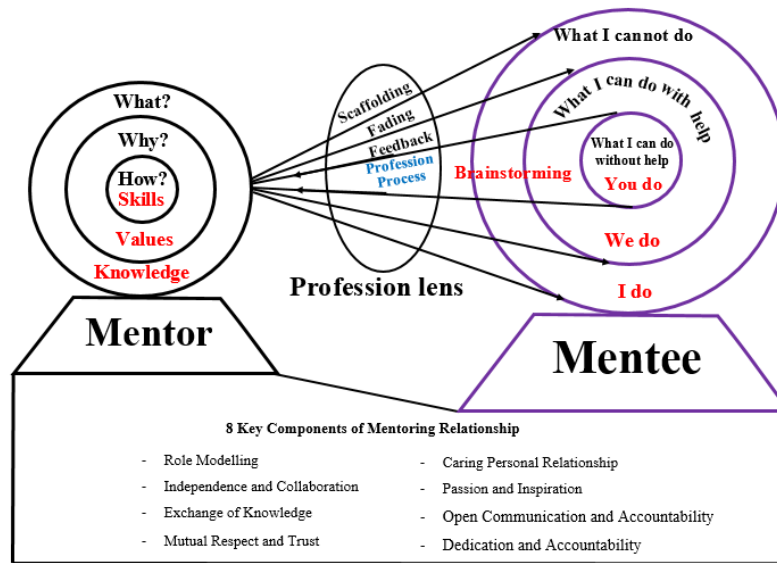 What?
Why?
How?
Skills
Values
Knowledge
Mentor
Scaffolding
Fading
Feedback
Profession
Process
Profession lens
Brainstorming
What I cannot do
What I can do with help
What I can do
without help
You do
We do
I do
Mentee
8 Key Components of Mentoring Relationship
- Role Modelling
- Independence and Collaboration
- Exchange of Knowledge
- Mutual Respect and Trust
- Caring Personal Relationship
- Passion and Inspiration
- Open Communication and Accountability
- Dedication and Accountability